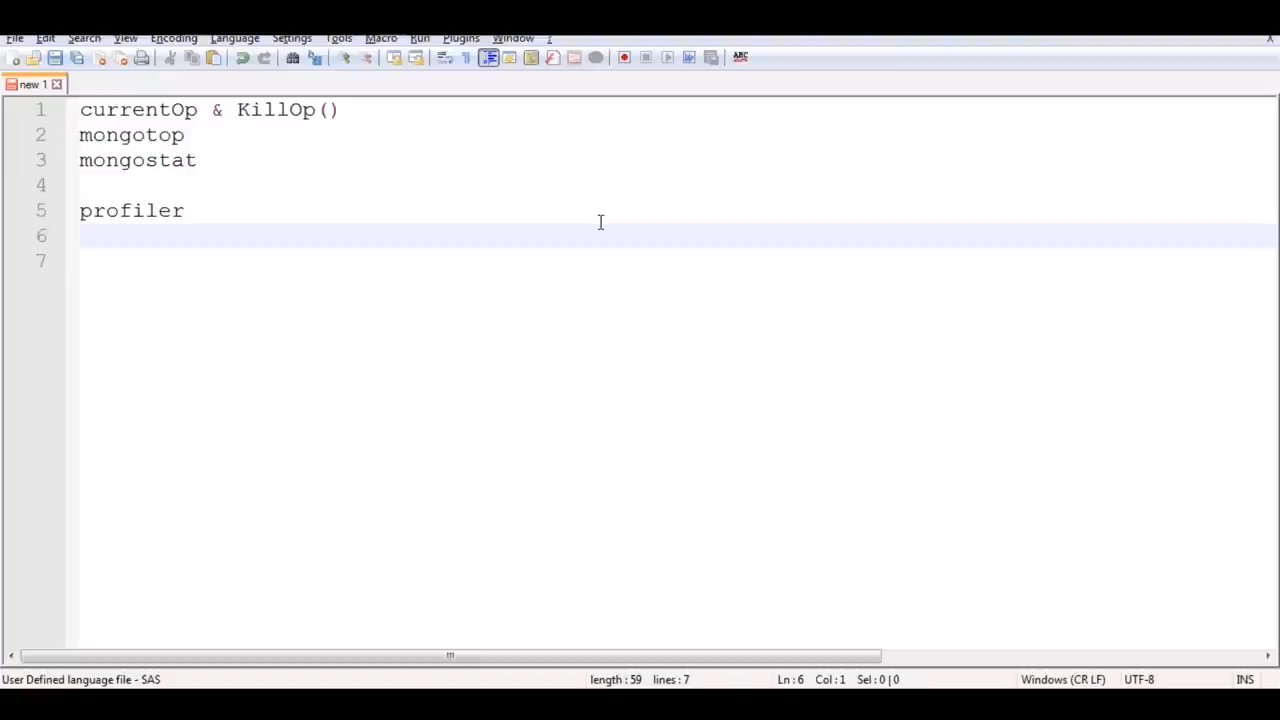 File Edit Search View Encoding Language Settings Tools Macro Run Plugins Window ? X
ABC
new 1
1 currentOp & KillOp()
2 mongotop
3 mongostat
4
5 profiler
6
7
User Defined language file - SAS length : 59 lines : 7 Ln : 6 Col : 1 Sel : 0 | 0 Windows (CR LF) UTF-8 INS